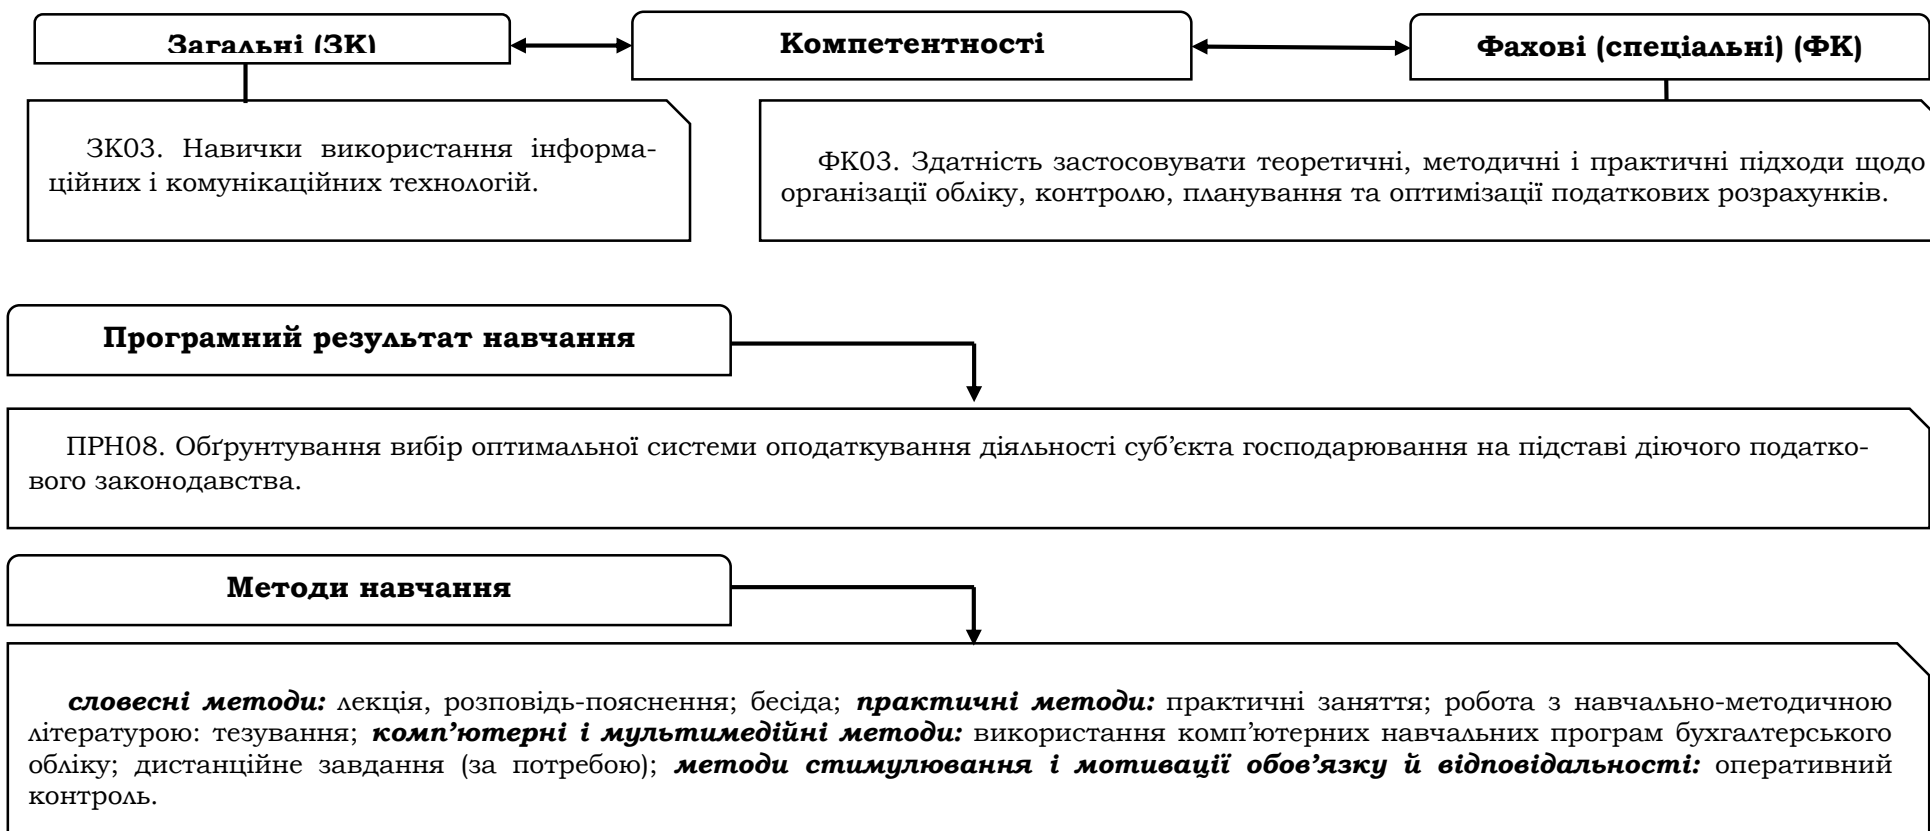 Загальні (ЗК)
Компетентності
Фахові (спеціальні) (ФК)
ЗК03. Навички використання інформа-
ційних і комунікаційних технологій.
ФК03. Здатність застосовувати теоретичні, методичні і практичні підходи щодо
організації обліку, контролю, планування та оптимізації податкових розрахунків.
Програмний результат навчання
ПРН08. Обґрунтування вибір оптимальної системи оподаткування діяльності суб’єкта господарювання на підставі діючого податко-
вого законодавства.
Методи навчання
словесні методи: лекція, розповідь-пояснення; бесіда; практичні методи: практичні заняття; робота з навчально-методичною
літературою: тезування; комп’ютерні і мультимедійні методи: використання комп’ютерних навчальних програм бухгалтерського
обліку; дистанційне завдання (за потребою); методи стимулювання і мотивації обов’язку й відповідальності: оперативний
контроль.